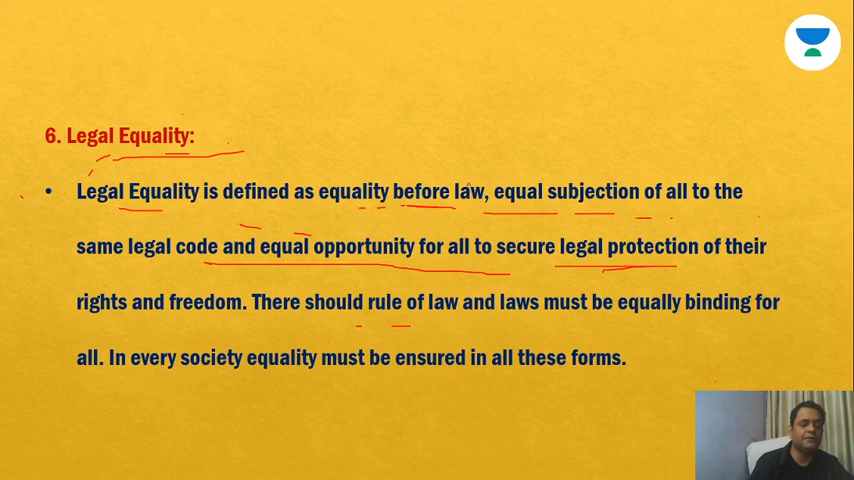 6. Legal Equality:
• Legal Equality is defined as equality before law, equal subjection of all to the
same legal code and equal opportunity for all to secure legal protection of their
rights and freedom. There should rule of law and laws must be equally binding for
all. In every society equality must be ensured in all these forms.